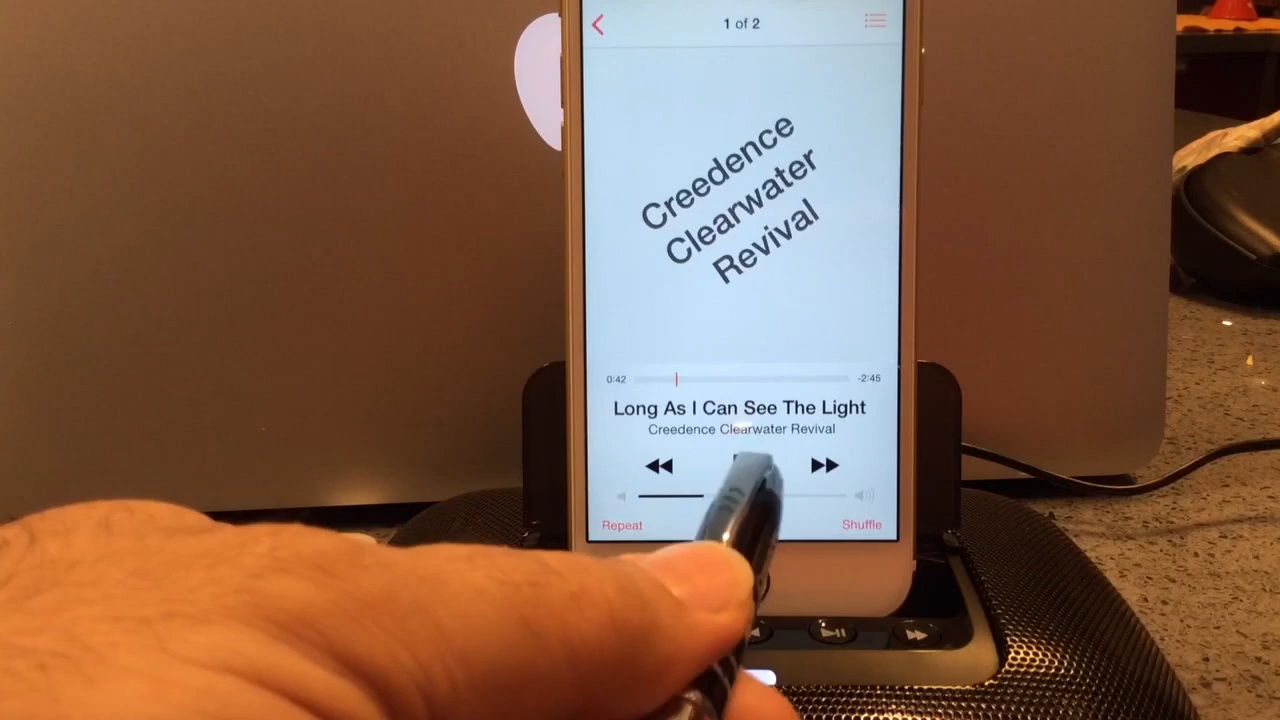 1 of 2
Creedence
Clearwater
Revival
0:42
-2:45
Long As I Can See The Light
Creedence Clearwater Revival
Repeat
Shuffle